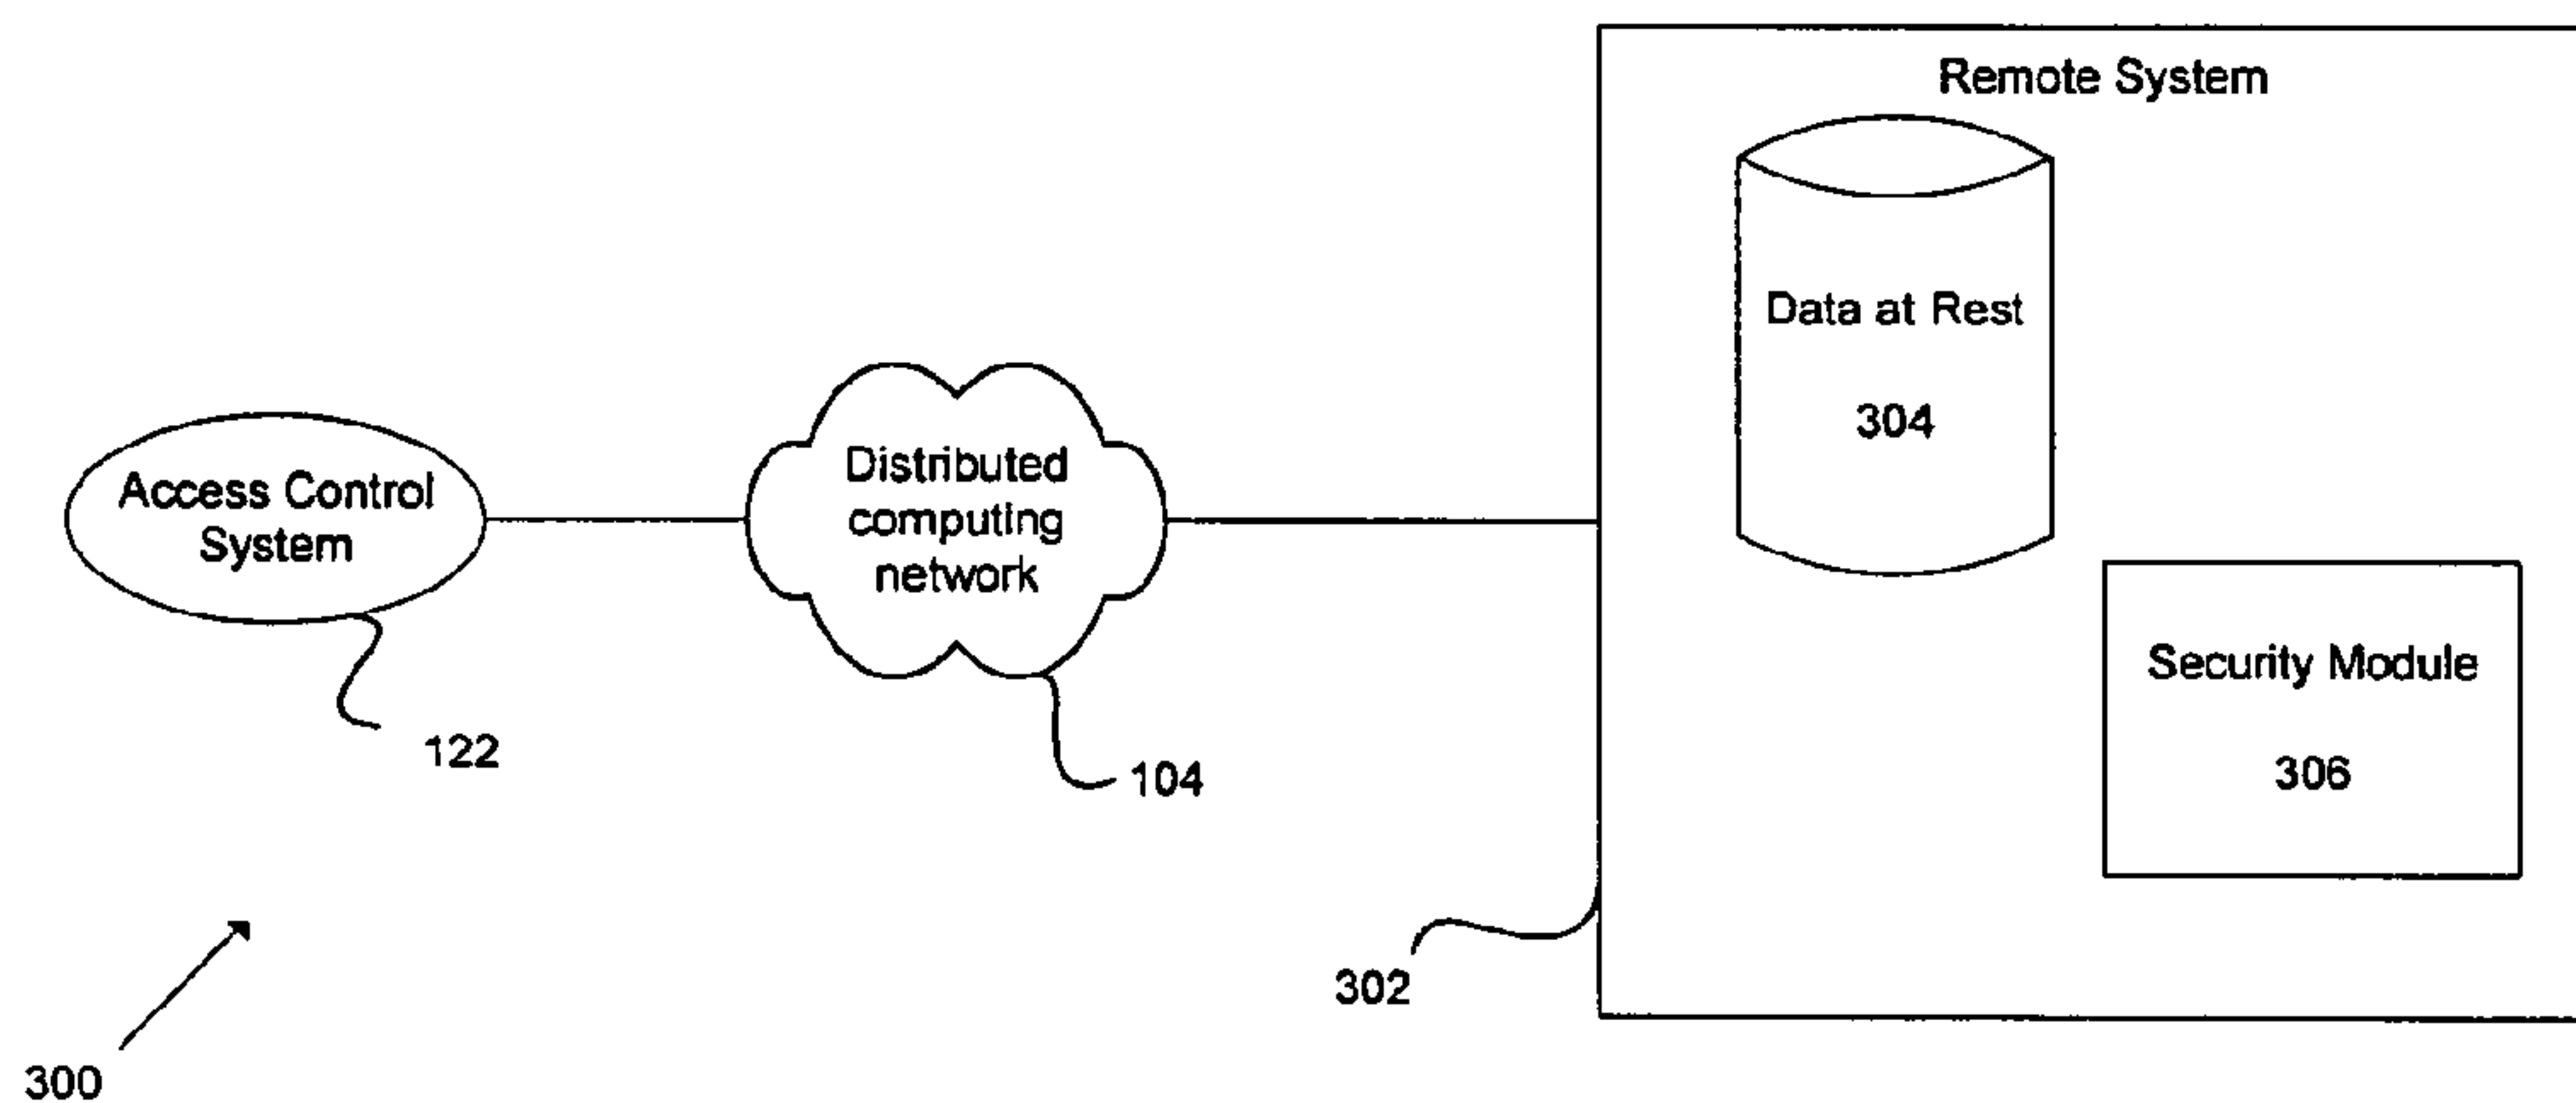 Remote System
Data at Rest
304
Access Control
System
Distributed
computing
network
Security Module
306
122
104
302
300